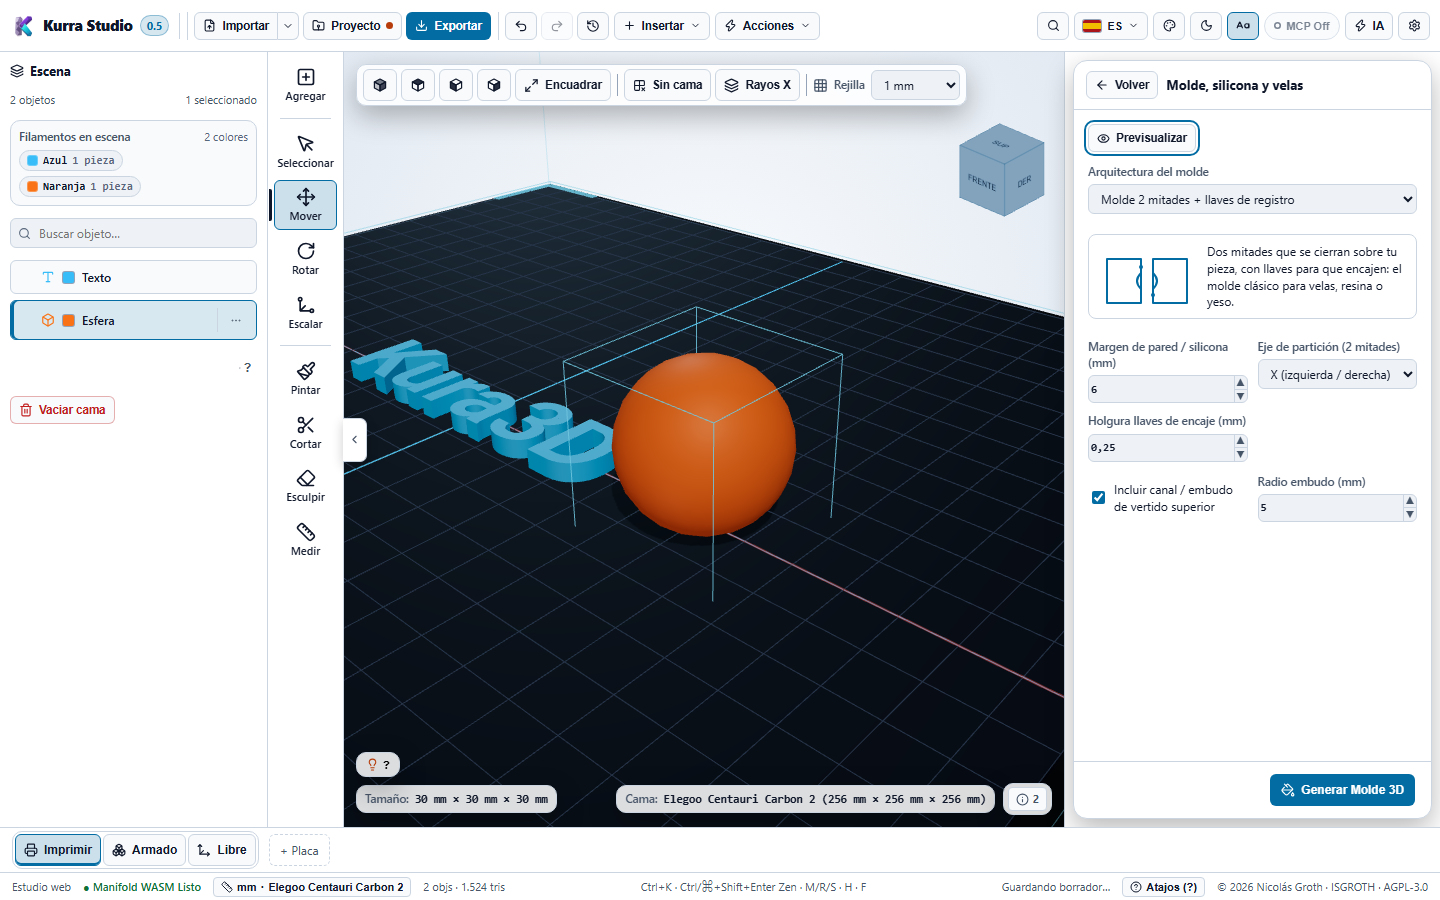 Kurra Studio 0.5
Importar
Proyecto
Exportar
Insertar
Acciones
ES
Aa
MCP Off
IA
Escena
2 objetos
1 seleccionado
Filamentos en escena
2 colores
Azul 1 pieza
Naranja 1 pieza
Buscar objeto...
Texto
Esfera
?
Vaciar cama
Agregar
Seleccionar
Mover
Rotar
Escalar
Pintar
Cortar
Esculpir
Medir
Encuadrar
Sin cama
Rayos X
Rejilla
1 mm
SUP
FRENTE
DER
Kurra3D
?
Tamaño: 30 mm × 30 mm × 30 mm
Cama: Elegoo Centauri Carbon 2 (256 mm × 256 mm × 256 mm)
2
Volver
Molde, silicona y velas
Previsualizar
Arquitectura del molde
Molde 2 mitades + llaves de registro
Dos mitades que se cierran sobre tu
pieza, con llaves para que encajen: el
molde clásico para velas, resina o
yeso.
Margen de pared / silicona
(mm)
6
Eje de partición (2 mitades)
X (izquierda / derecha)
Holgura llaves de encaje (mm)
0,25
Incluir canal / embudo
de vertido superior
Radio embudo (mm)
5
Generar Molde 3D
Imprimir
Armado
Libre
+ Placa
Estudio web
Manifold WASM Listo
mm · Elegoo Centauri Carbon 2
2 objs · 1.524 tris
Ctrl+K · Ctrl/⌘+Shift+Enter Zen · M/R/S · H · F
Guardando borrador...
Atajos (?)
© 2026 Nicolás Groth · ISGROTH · AGPL-3.0